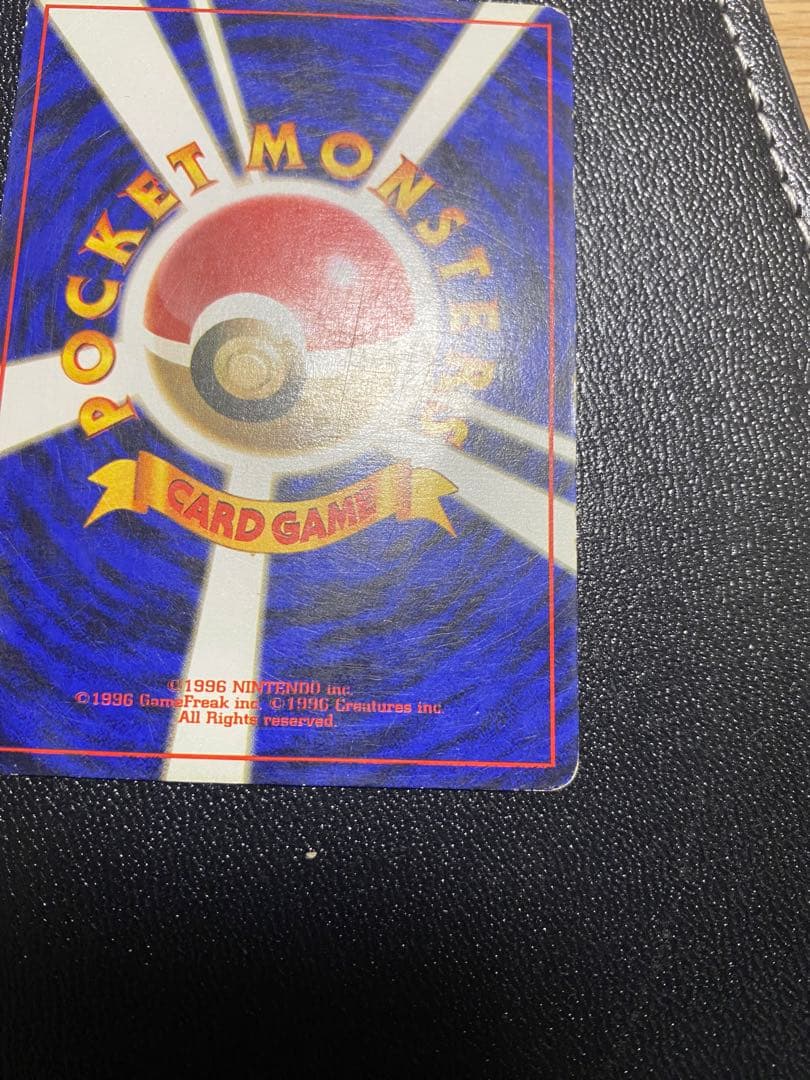 POCKET MONSTERS
CARD GAME
©1996 NINTENDO inc.
©1996 GameFreak inc. ©1996 Creatures inc.
All Rights reserved.